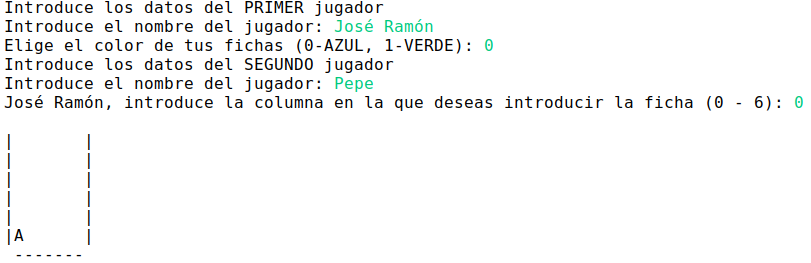 Introduce los datos del PRIMER jugador
Introduce el nombre del jugador: José Ramón
Elige el color de tus fichas (0-AZUL, 1-VERDE): 0
Introduce los datos del SEGUNDO jugador
Introduce el nombre del jugador: Pepe
José Ramón, introduce la columna en la que deseas introducir la ficha (0 - 6): 0

|       |
|       |
|       |
|       |
|       |
|A      |
 -------